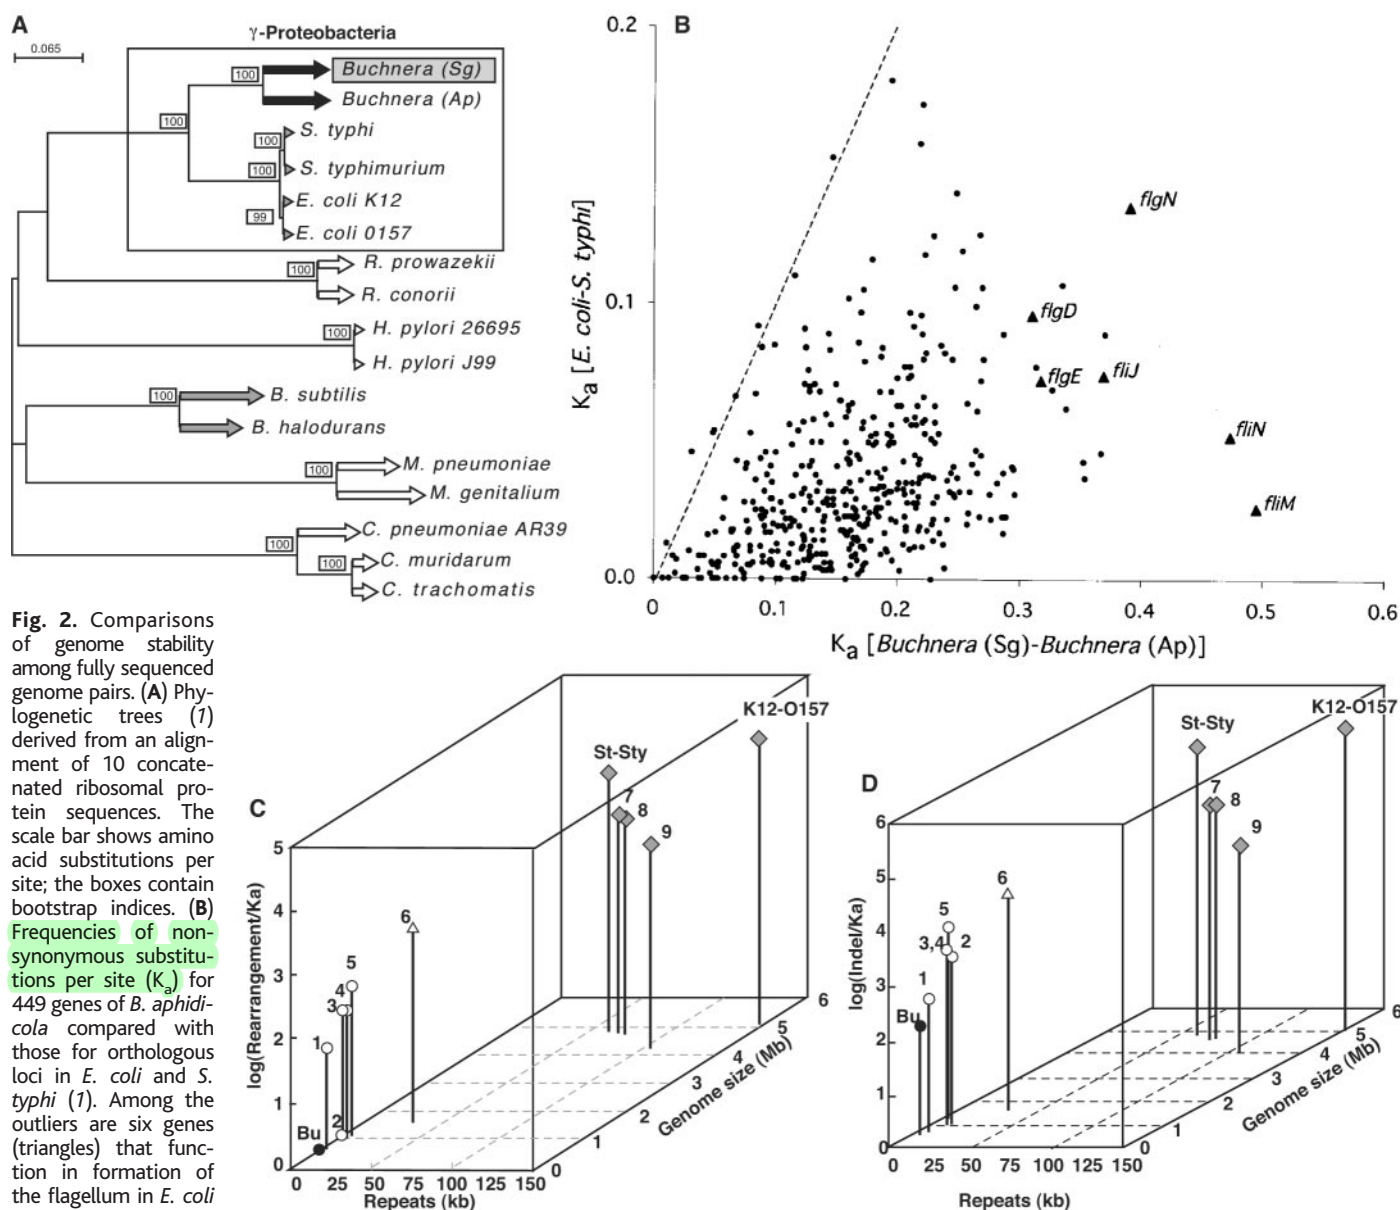 A
γ-Proteobacteria
0.065
100
Buchnera (Sg)
Buchnera (Ap)
100
100
S. typhi
100
S. typhimurium
E. coli K12
99
E. coli 0157
R. prowazekii
100
R. conorii
H. pylori 26695
100
H. pylori J99
B. subtilis
100
B. halodurans
M. pneumoniae
100
M. genitalium
C. pneumoniae AR39
100
C. muridarum
100
C. trachomatis
B
0.2
0.1
0.0
Ka [E. coli-S. typhi]
flgN
flgD
flgE
fliJ
fliN
fliM
0 0.1 0.2 0.3 0.4 0.5 0.6
Ka [Buchnera (Sg)-Buchnera (Ap)]
Fig. 2. Comparisons
of genome stability
among fully sequenced
genome pairs. (A) Phy-
logenetic trees (1)
derived from an align-
ment of 10 concate-
nated ribosomal pro-
tein sequences. The
scale bar shows amino
acid substitutions per
site; the boxes contain
bootstrap indices. (B)
Frequencies of non-
synonymous substitu-
tions per site (Ka) for
449 genes of B. aphidi-
cola compared with
those for orthologous
loci in E. coli and S.
typhi (1). Among the
outliers are six genes
(triangles) that func-
tion in formation of
the flagellum in E. coli
C
K12-O157
St-Sty
7
8
9
6
5
4
3
1
2
Bu
5
4
3
2
1
0
log(Rearrangement/Ka)
0 25 50 75 100 150
Repeats (kb)
0
1
2
3
4
5
6
Genome size (Mb)
D
K12-O157
St-Sty
7
8
9
6
5
3,4
2
1
Bu
6
5
4
3
2
1
0
log(Indel/Ka)
0 25 50 75 100 150
Repeats (kb)
0
1
2
3
4
5
6
Genome size (Mb)